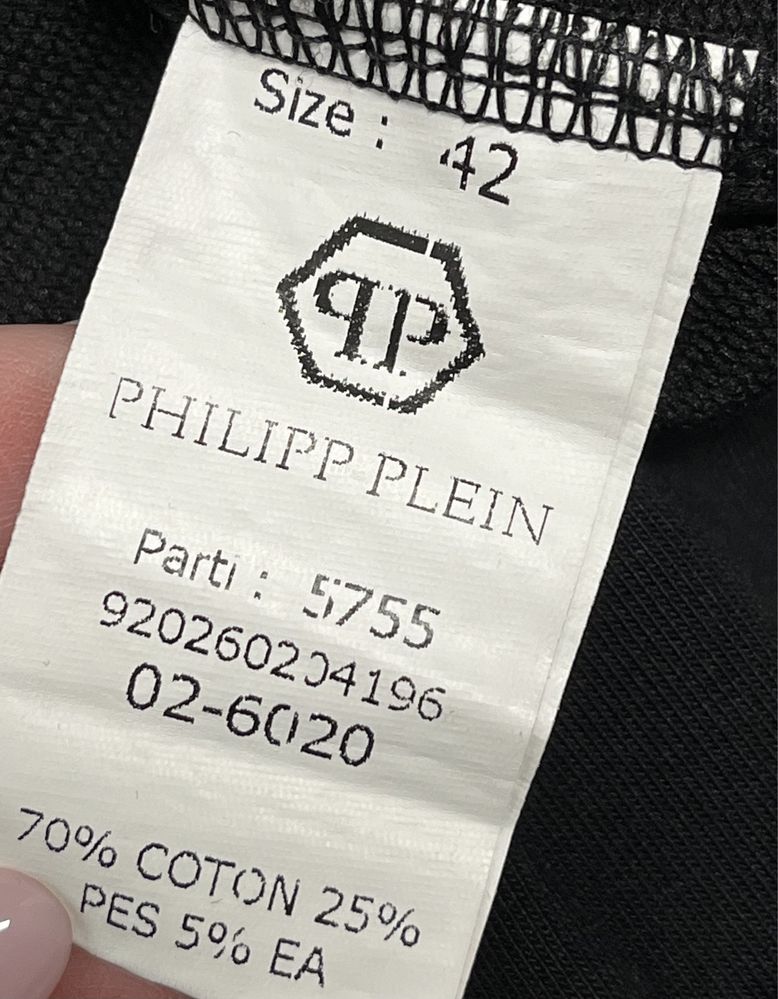 Size : 42
PHILIPP PLEIN
Parti : 5755
920260204196
02-6020
70% COTON 25%
PES 5% EA